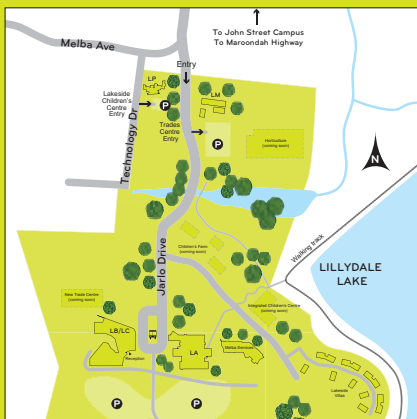 To John Street Campus
To Maroondah Highway
Melba Ave
Entry
LP
LM
Lakeside
Children's
Centre
Entry
P
Trades
Centre
Entry
P
Technology Dr
Horticulture
(coming soon)
N
Jarlo Drive
Children's Farm
(coming soon)
Walking track
LILLYDALE
LAKE
New Trade Centre
(coming soon)
Integrated Children's Centre
(coming soon)
LB/LC
Reception
LA
Melba Services
Lakeside
Villas
P
P